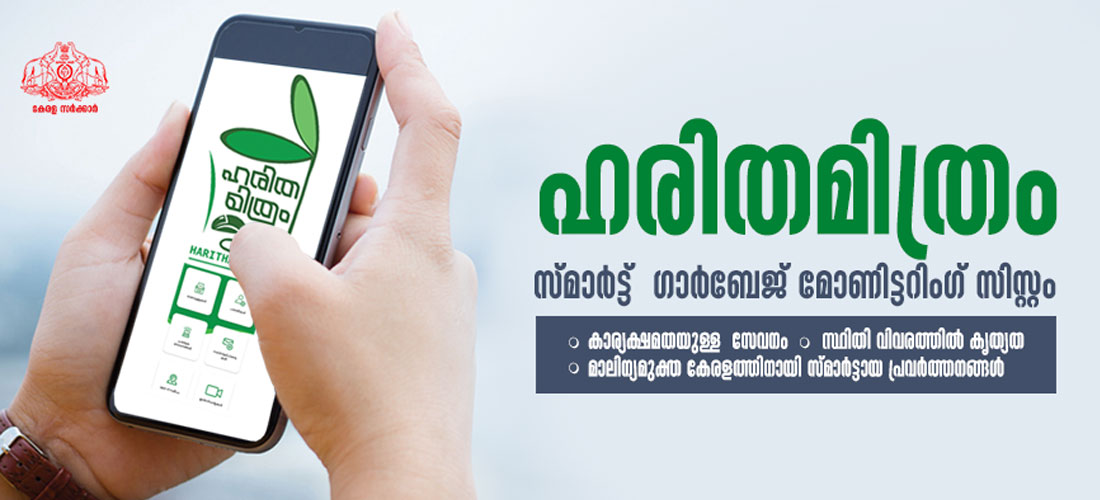 കേരള സർക്കാർ
ഹരിത
മിത്രം
HARITHA
ഹരിതമിത്രം
സ്മാർട്ട് ഗാർബേജ് മോണിട്ടറിംഗ് സിസ്റ്റം
കാര്യക്ഷമതയുള്ള സേവനം
സ്ഥിതി വിവരത്തിൽ കൃത്യത
മാലിന്യമുക്ത കേരളത്തിനായി സ്മാർട്ടായ പ്രവർത്തനങ്ങൾ